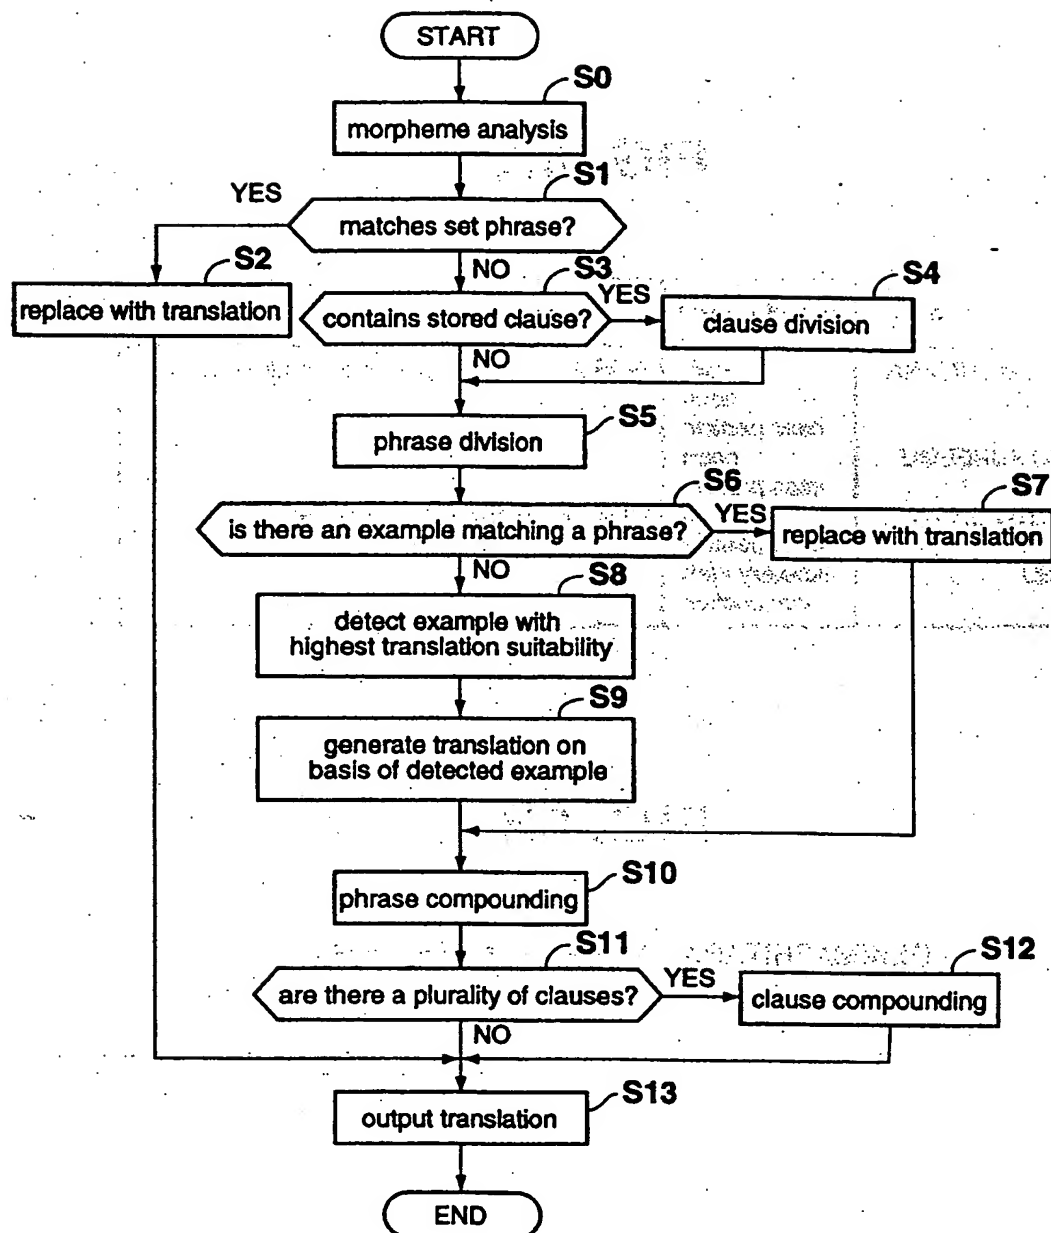 START
S0
morpheme analysis
S1
YES
matches set phrase?
S2
NO
S3
S4
replace with translation
contains stored clause?
YES
clause division
NO
S5
phrase division
S6
S7
is there an example matching a phrase?
YES
replace with translation
NO
S8
detect example with
highest translation suitability
S9
generate translation on
basis of detected example
S10
phrase compounding
S11
S12
are there a plurality of clauses?
YES
clause compounding
NO
S13
output translation
END